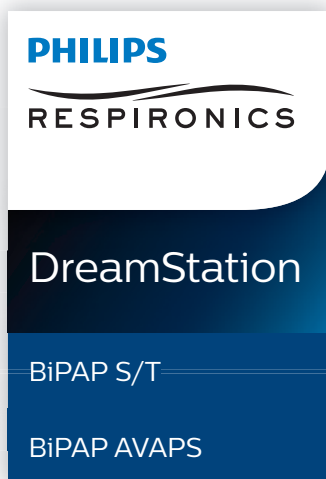 PHILIPS
RESPIRONICS
DreamStation
BiPAP S/T
BiPAP AVAPS